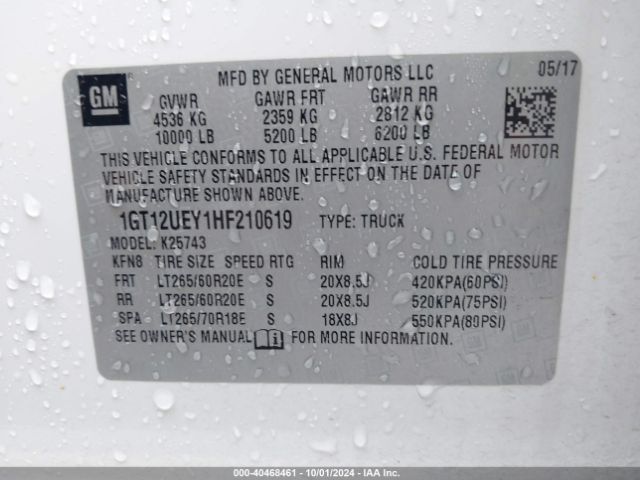 GM
MFD BY GENERAL MOTORS LLC 05/17
GVWR GAWR FRT GAWR RR
4536 KG 2359 KG 2812 KG
10000 LB 5200 LB 6200 LB
THIS VEHICLE CONFORMS TO ALL APPLICABLE U.S. FEDERAL MOTOR
VEHICLE SAFETY STANDARDS IN EFFECT ON THE DATE OF
MANUFACTURE SHOWN ABOVE.
1GT12UEY1HF210619 TYPE: TRUCK
MODEL: K25743
KFN8 TIRE SIZE SPEED RTG RIM COLD TIRE PRESSURE
FRT LT265/60R20E S 20X8.5J 420KPA(60PSI)
RR LT265/60R20E S 20X8.5J 520KPA(75PSI)
SPA LT265/70R18E S 18X8J 550KPA(89PSI)
SEE OWNER'S MANUAL FOR MORE INFORMATION.
000-40468461 - 10/01/2024 - IAA Inc.